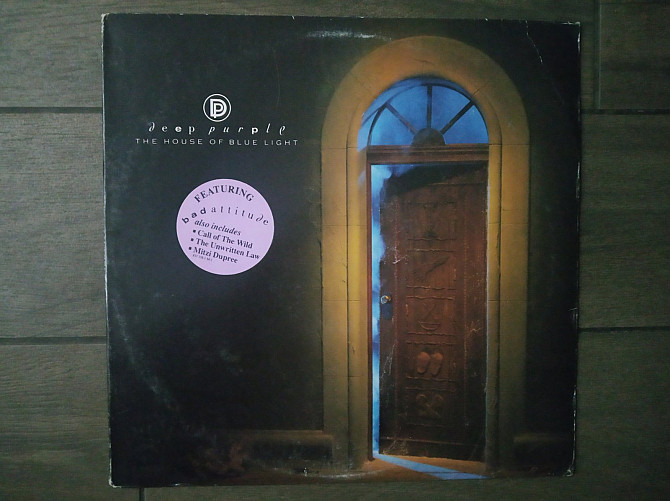 deep purple
THE HOUSE OF BLUE LIGHT
FEATURING
bad attitude
also includes
• Call of The Wild
• The Unwritten Law
• Mitzi Dupree